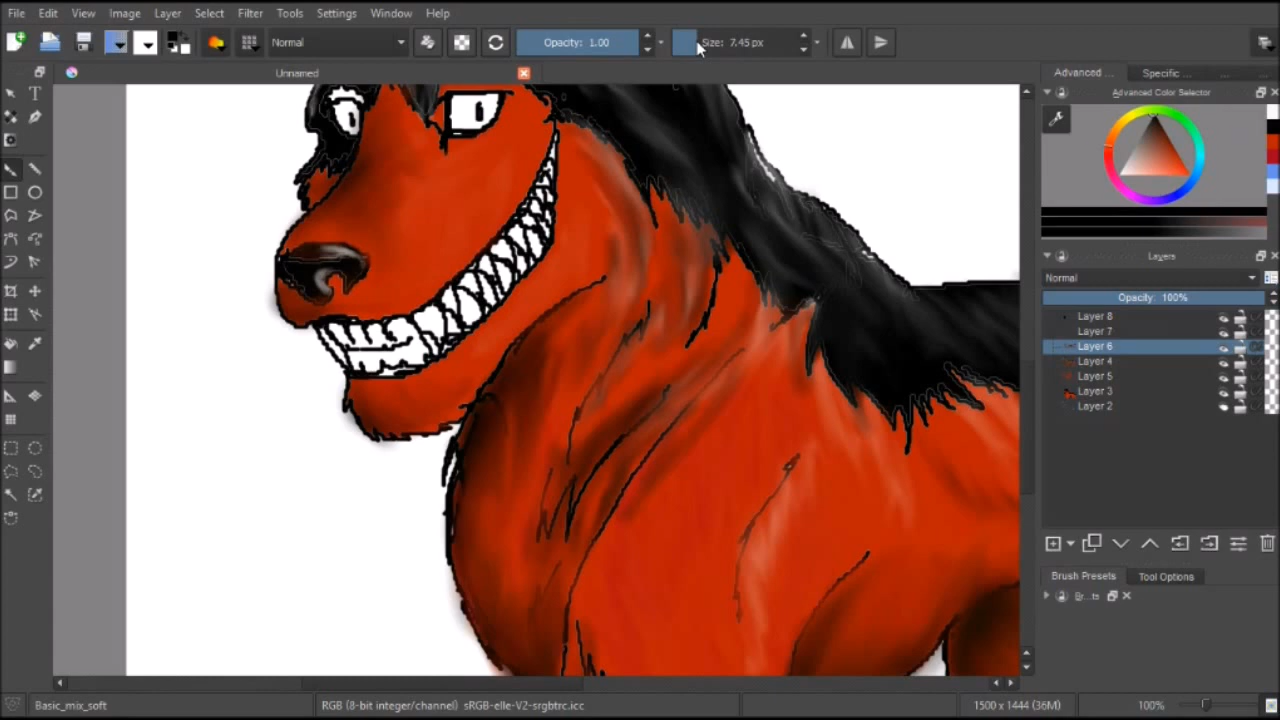 File Edit View Image Layer Select Filter Tools Settings Window Help
Normal Opacity: 1.00 Size: 7.45 px
Unnamed
Advanced ... Specific ... ...
Advanced Color Selector
Layers
Normal
Opacity: 100%
Layer 8
Layer 7
Layer 6
Layer 4
Layer 5
Layer 3
Layer 2
Brush Presets Tool Options
Br...ts
Basic_mix_soft RGB (8-bit integer/channel) sRGB-elle-V2-srgbtrc.icc 1500 x 1444 (36M) 100%